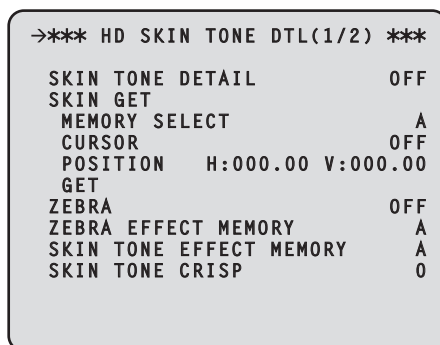 →*** HD SKIN TONE DTL(1/2) ***
SKIN TONE DETAIL OFF
SKIN GET
MEMORY SELECT A
CURSOR OFF
POSITION H:000.00 V:000.00
GET
ZEBRA OFF
ZEBRA EFFECT MEMORY A
SKIN TONE EFFECT MEMORY A
SKIN TONE CRISP 0